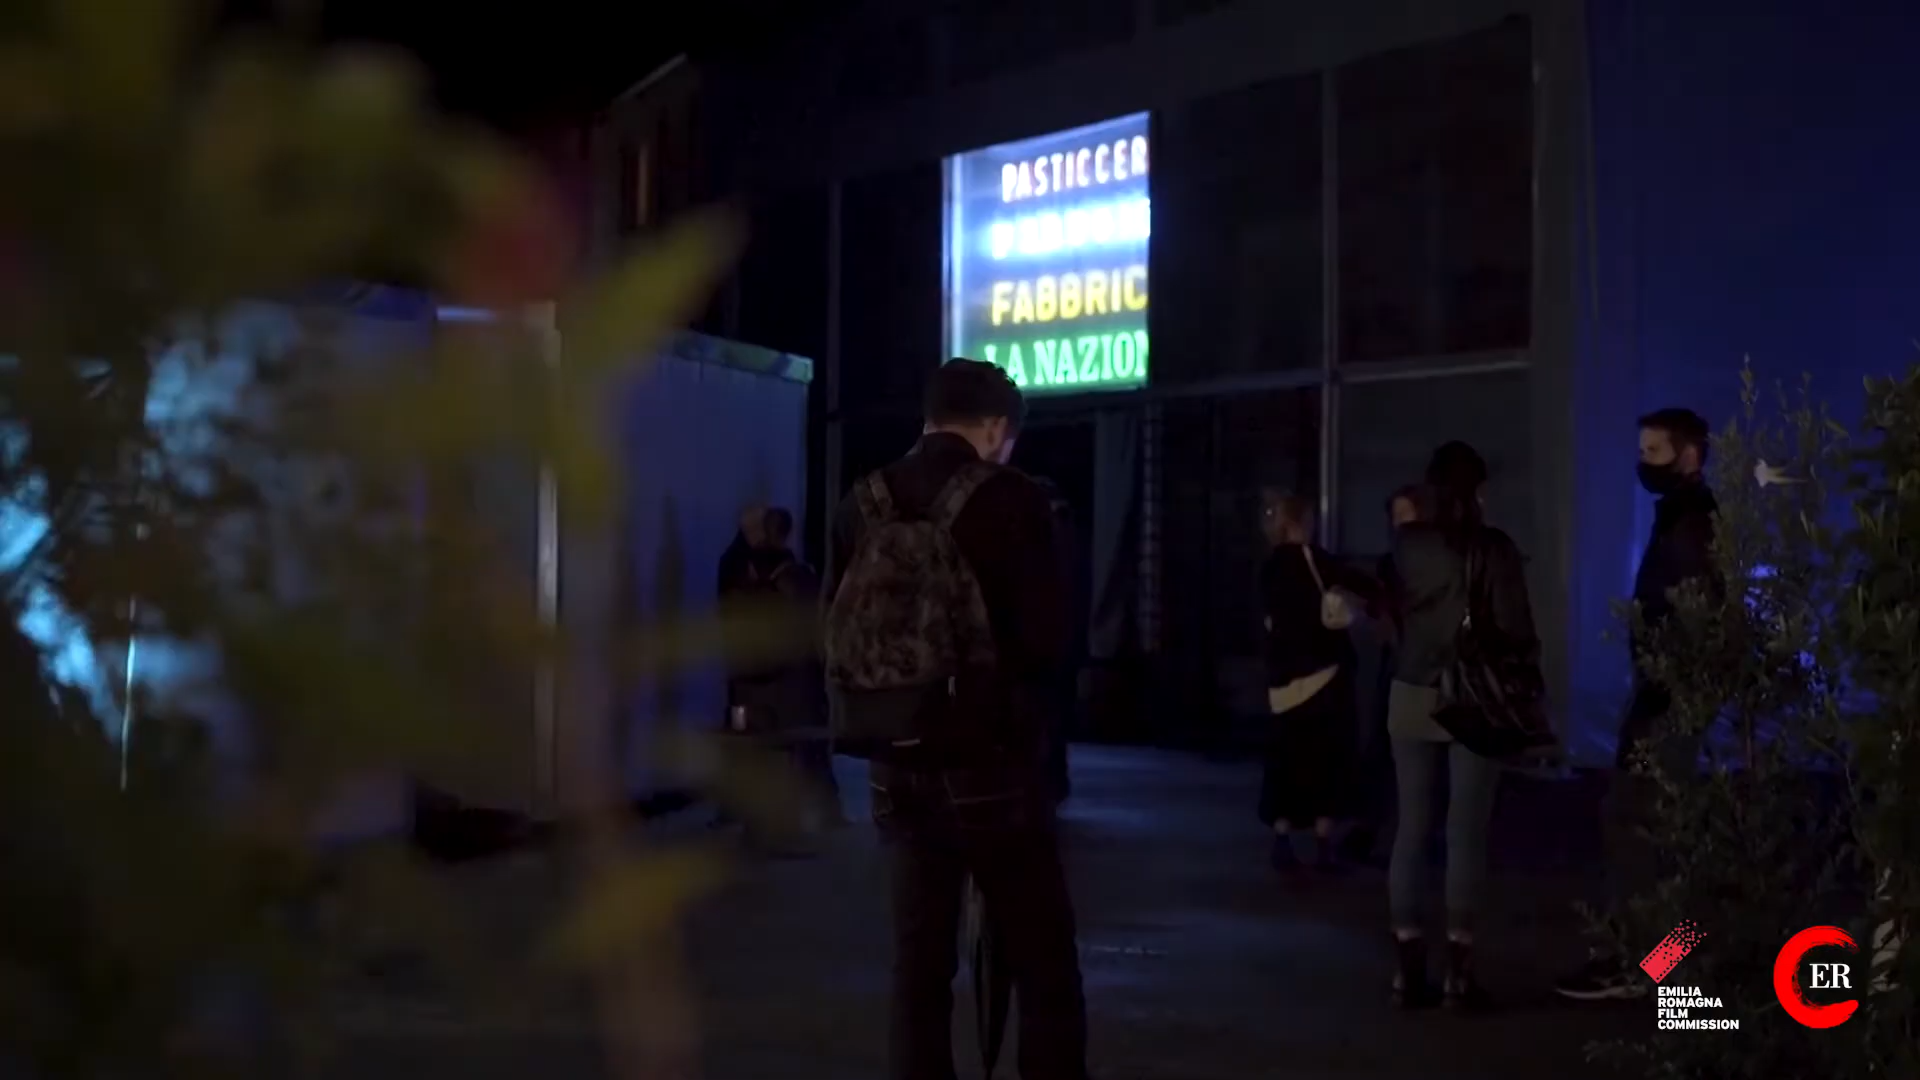 PASTICCER
FABBRIC
LA NAZION
EMILIA
ROMAGNA
FILM
COMMISSION
ER